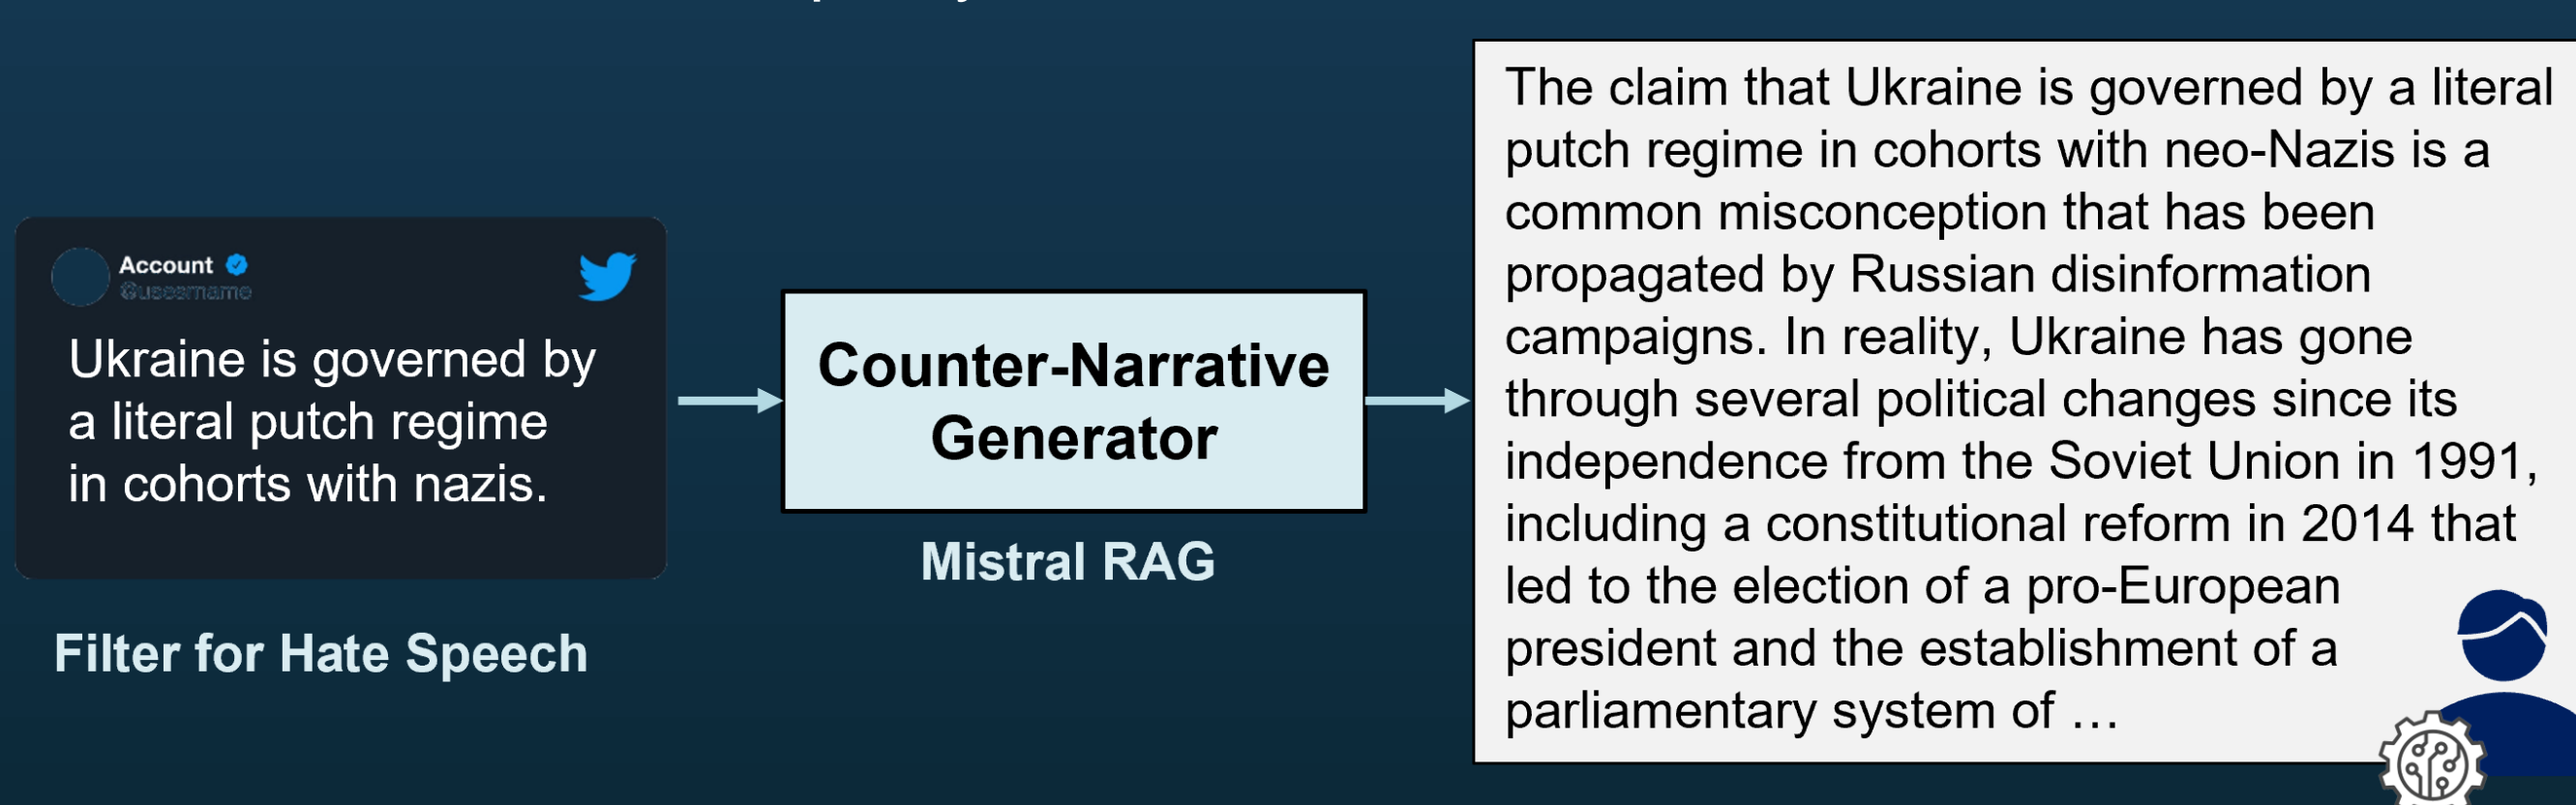 Account
@useername
Ukraine is governed by
a literal putch regime
in cohorts with nazis.
Filter for Hate Speech
Counter-Narrative
Generator
Mistral RAG
The claim that Ukraine is governed by a literal
putch regime in cohorts with neo-Nazis is a
common misconception that has been
propagated by Russian disinformation
campaigns. In reality, Ukraine has gone
through several political changes since its
independence from the Soviet Union in 1991,
including a constitutional reform in 2014 that
led to the election of a pro-European
president and the establishment of a
parliamentary system of …